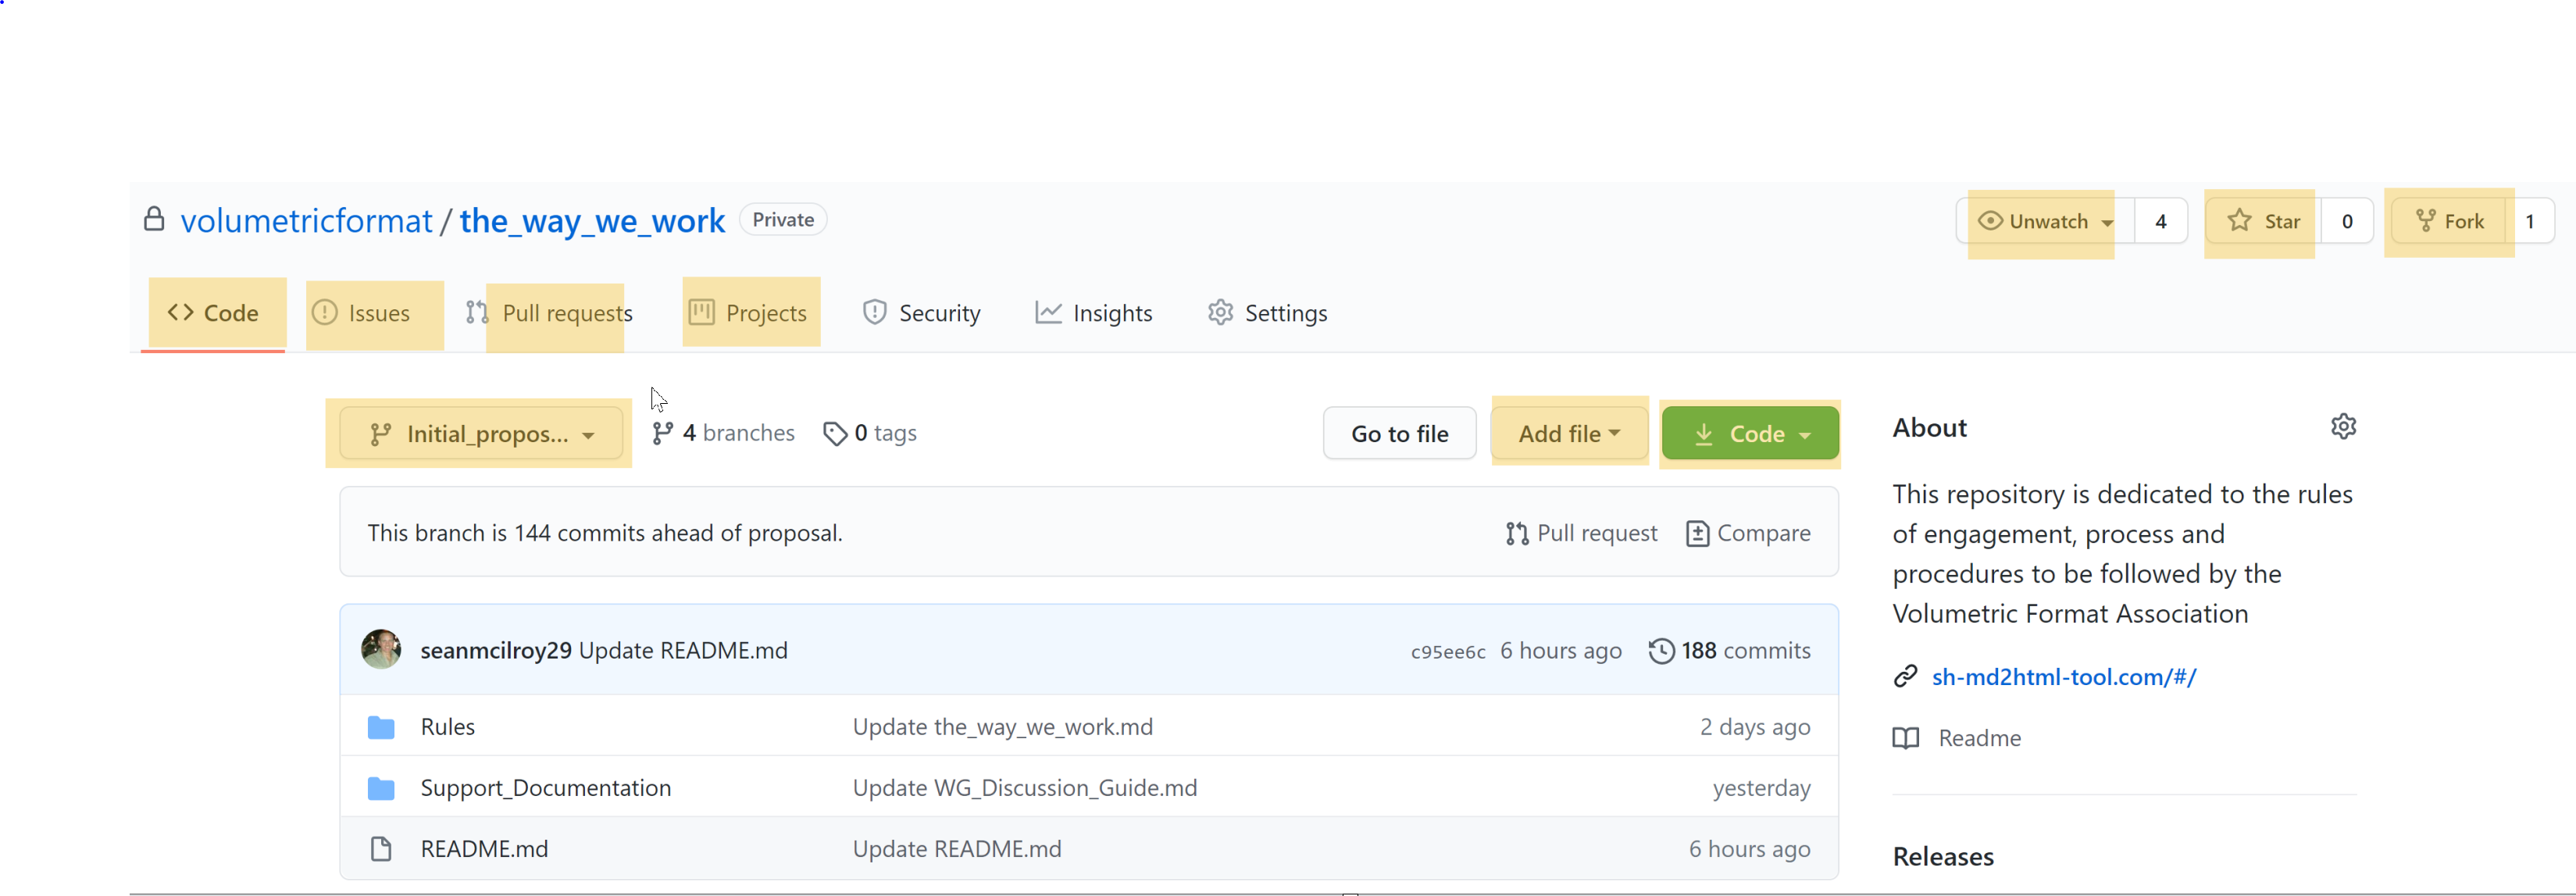 volumetricformat / the_way_we_work Private
Unwatch 4 Star 0 Fork 1
Code Issues Pull requests Projects Security Insights Settings
Initial_propos... 4 branches 0 tags Go to file Add file Code
This branch is 144 commits ahead of proposal. Pull request Compare
seanmcilroy29 Update README.md c95ee6c 6 hours ago 188 commits
Rules Update the_way_we_work.md 2 days ago
Support_Documentation Update WG_Discussion_Guide.md yesterday
README.md Update README.md 6 hours ago
About
This repository is dedicated to the rules
of engagement, process and
procedures to be followed by the
Volumetric Format Association
sh-md2html-tool.com/#/
Readme
Releases